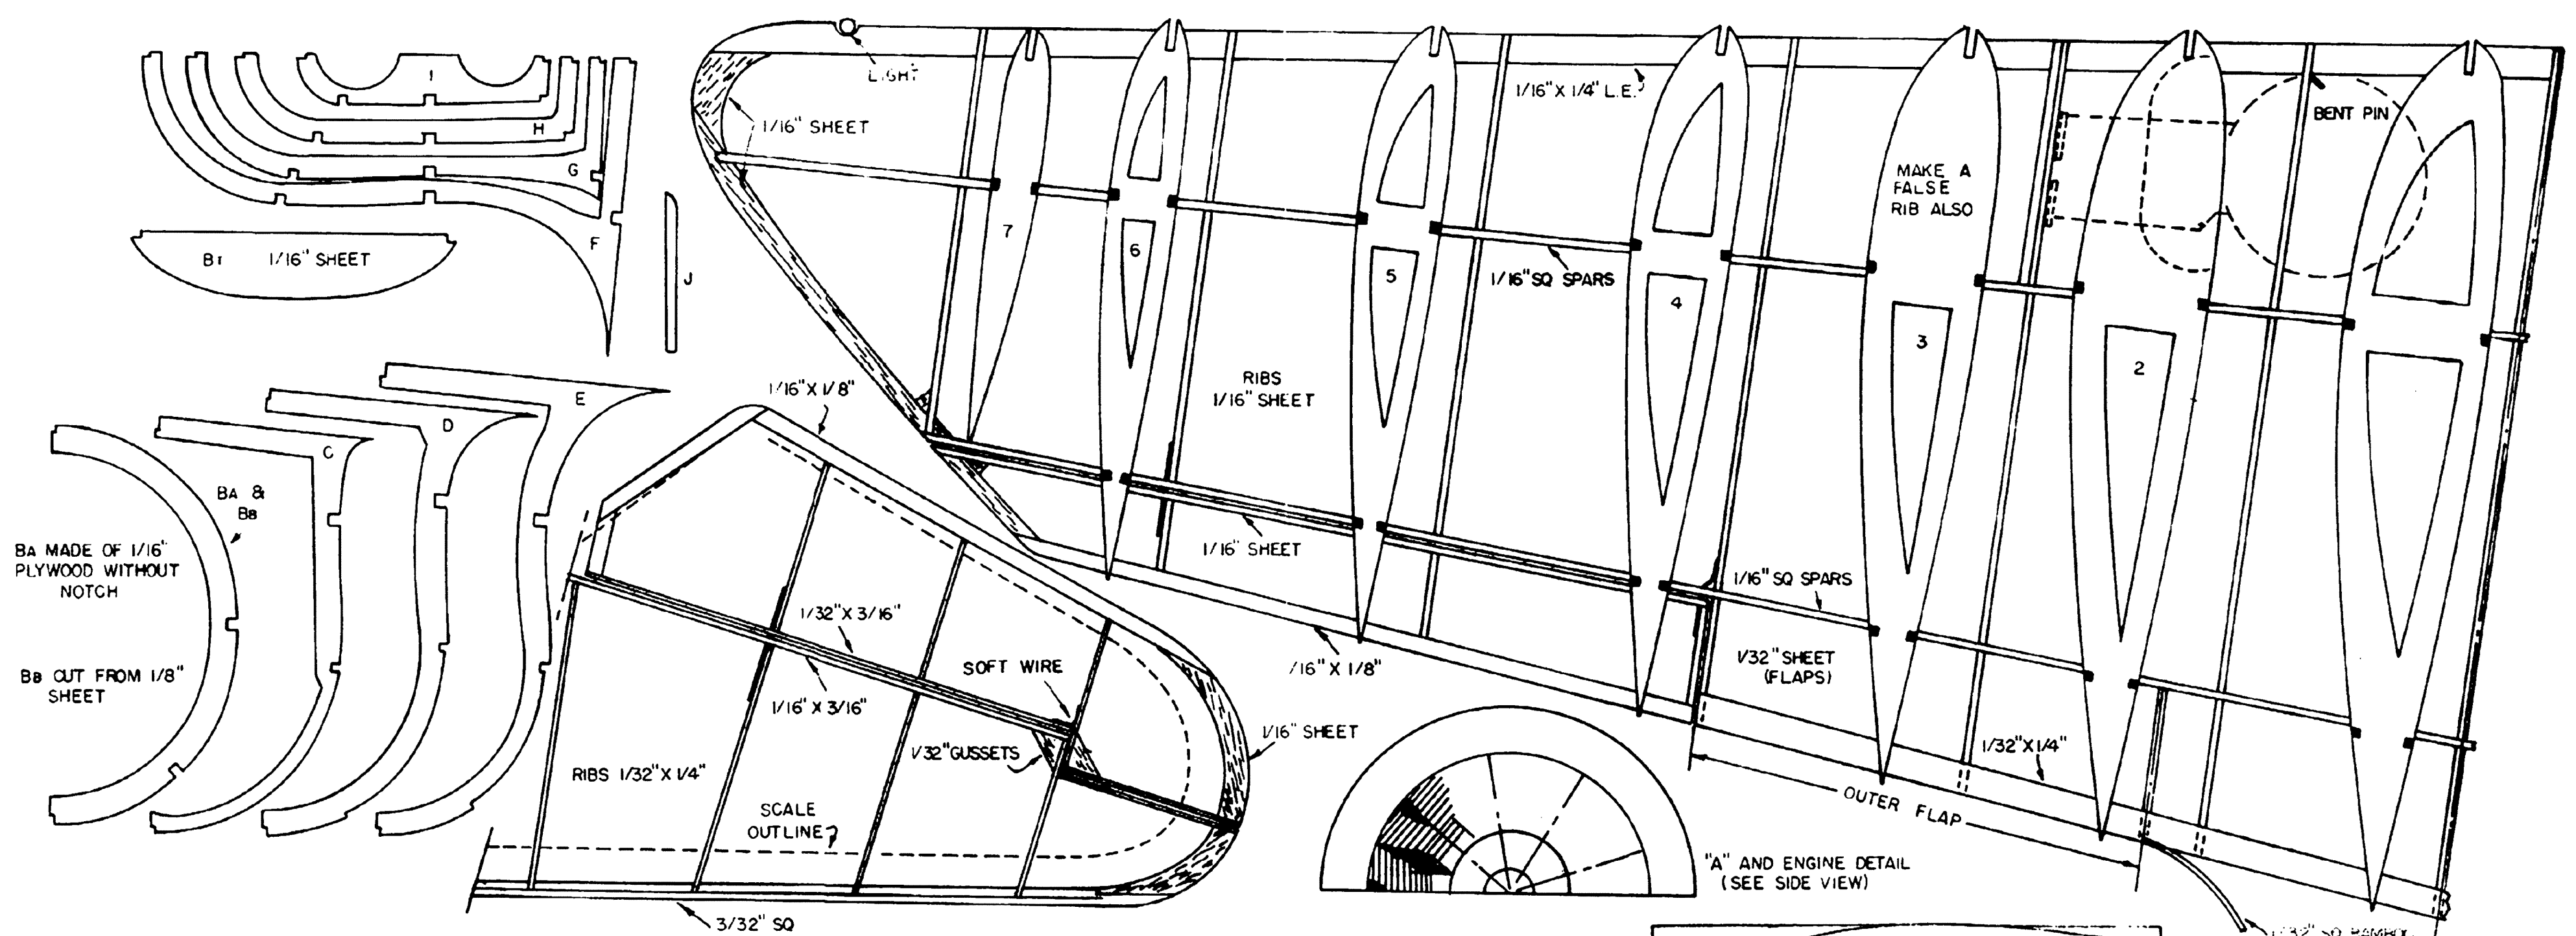 I
H
G
F
J
B1 1/16" SHEET
LIGHT
1/16" SHEET
1/16" X 1/4" L.E.
BENT PIN
MAKE A
FALSE
RIB ALSO
7
6
5
4
3
2
1/16" SQ SPARS
RIBS
1/16" SHEET
1/16" X 1/8"
E
D
C
BA &
BB
BA MADE OF 1/16"
PLYWOOD WITHOUT
NOTCH
BB CUT FROM 1/8"
SHEET
1/16" SHEET
1/16" SQ SPARS
1/32" SHEET
(FLAPS)
/16" X 1/8"
1/32" X 3/16"
SOFT WIRE
1/16" X 3/16"
1/32" GUSSETS
1/16" SHEET
RIBS 1/32" X 1/4"
SCALE
OUTLINE
3/32" SQ
1/32" X 1/4"
OUTER FLAP
"A" AND ENGINE DETAIL
(SEE SIDE VIEW)
1/32" SQ BAMBOO